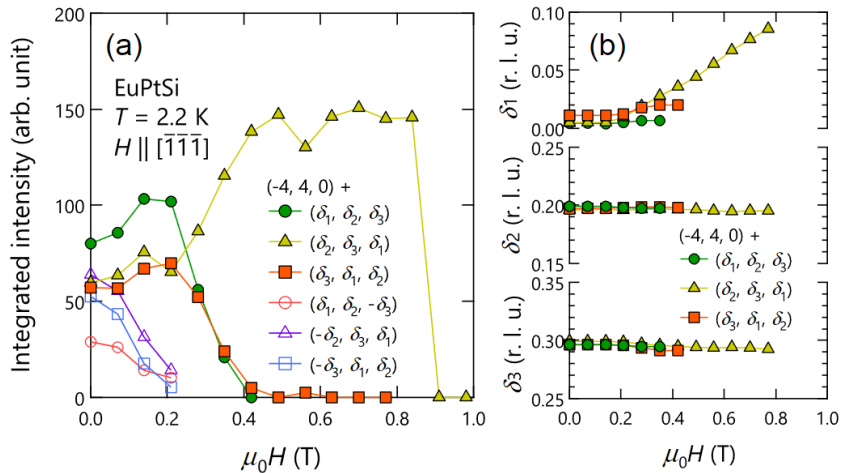 (a)
200
150
100
50
0
Integrated intensity (arb. unit)
EuPtSi
T = 2.2 K
H || [1̅1̅1̅]
(-4, 4, 0) +
(δ1, δ2, δ3)
(δ2, δ3, δ1)
(δ3, δ1, δ2)
(δ1, δ2, -δ3)
(-δ2, δ3, δ1)
(-δ3, δ1, δ2)
0.0 0.2 0.4 0.6 0.8 1.0
μ0H (T)
(b)
0.10
0.05
0.00
δ1 (r. l. u.)
0.20
0.15
δ2 (r. l. u.)
(-4, 4, 0) +
(δ1, δ2, δ3)
(δ2, δ3, δ1)
(δ3, δ1, δ2)
0.30
0.25
δ3 (r. l. u.)
0.0 0.2 0.4 0.6 0.8 1.0
μ0H (T)